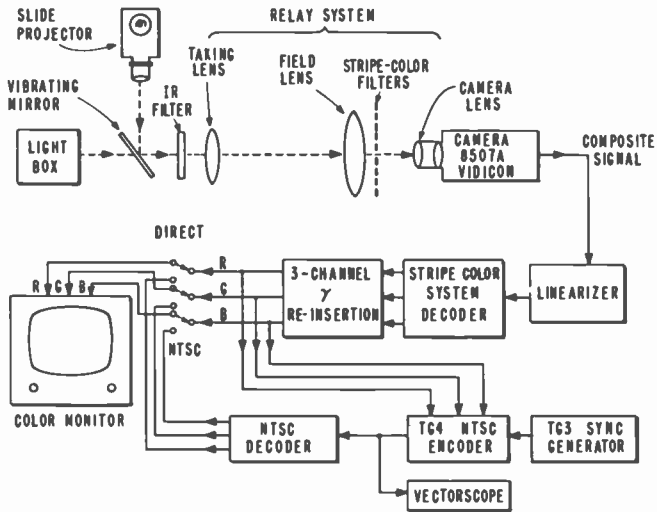 SLIDE
PROJECTOR
RELAY SYSTEM
TAKING
LENS
FIELD
LENS
STRIPE-COLOR
FILTERS
VIBRATING
MIRROR
IR
FILTER
CAMERA
LENS
LIGHT
BOX
CAMERA
8507A
VIDICON
COMPOSITE
SIGNAL
DIRECT
R
G
B
R G B
3-CHANNEL
γ
RE-INSERTION
STRIPE COLOR
SYSTEM
DECODER
LINEARIZER
NTSC
COLOR MONITOR
NTSC
DECODER
TG4 NTSC
ENCODER
TG3 SYNC
GENERATOR
VECTORSCOPE